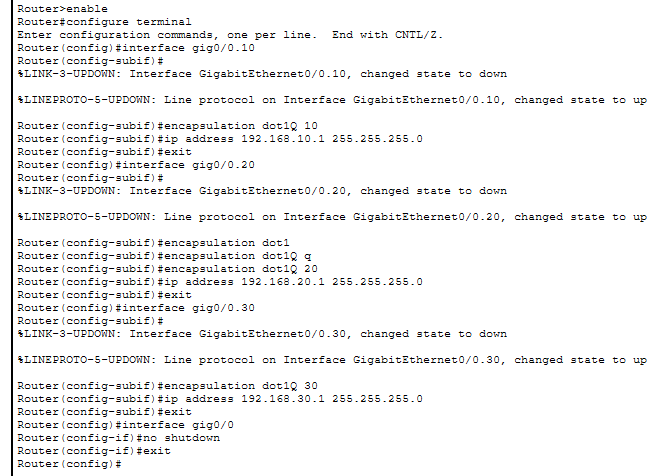 Router>enable
Router#configure terminal
Enter configuration commands, one per line.  End with CNTL/Z.
Router(config)#interface gig0/0.10
Router(config-subif)#
%LINK-3-UPDOWN: Interface GigabitEthernet0/0.10, changed state to down
%LINEPROTO-5-UPDOWN: Line protocol on Interface GigabitEthernet0/0.10, changed state to up
Router(config-subif)#encapsulation dot1Q 10
Router(config-subif)#ip address 192.168.10.1 255.255.255.0
Router(config-subif)#exit
Router(config)#interface gig0/0.20
Router(config-subif)#
%LINK-3-UPDOWN: Interface GigabitEthernet0/0.20, changed state to down
%LINEPROTO-5-UPDOWN: Line protocol on Interface GigabitEthernet0/0.20, changed state to up
Router(config-subif)#encapsulation dot1
Router(config-subif)#encapsulation dot1Q q
Router(config-subif)#encapsulation dot1Q 20
Router(config-subif)#ip address 192.168.20.1 255.255.255.0
Router(config-subif)#exit
Router(config)#interface gig0/0.30
Router(config-subif)#
%LINK-3-UPDOWN: Interface GigabitEthernet0/0.30, changed state to down
%LINEPROTO-5-UPDOWN: Line protocol on Interface GigabitEthernet0/0.30, changed state to up
Router(config-subif)#encapsulation dot1Q 30
Router(config-subif)#ip address 192.168.30.1 255.255.255.0
Router(config-subif)#exit
Router(config)#interface gig0/0
Router(config-if)#no shutdown
Router(config-if)#exit
Router(config)#